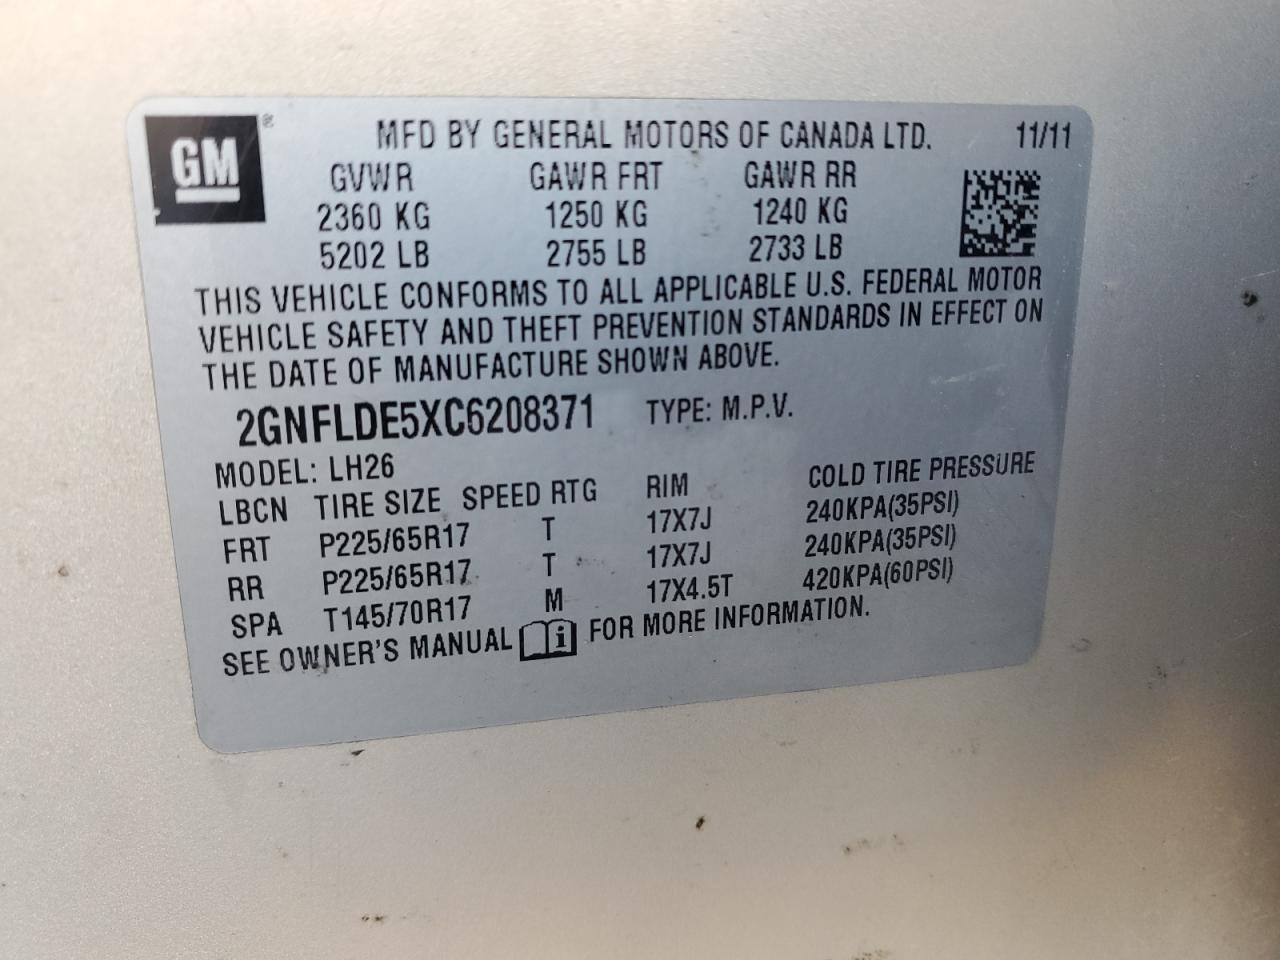 GM ®
MFD BY GENERAL MOTORS OF CANADA LTD. 11/11
GVWR GAWR FRT GAWR RR
2360 KG 1250 KG 1240 KG
5202 LB 2755 LB 2733 LB
THIS VEHICLE CONFORMS TO ALL APPLICABLE U.S. FEDERAL MOTOR
VEHICLE SAFETY AND THEFT PREVENTION STANDARDS IN EFFECT ON
THE DATE OF MANUFACTURE SHOWN ABOVE.
2GNFLDE5XC6208371 TYPE: M.P.V.
MODEL: LH26
LBCN TIRE SIZE SPEED RTG RIM COLD TIRE PRESSURE
FRT P225/65R17 T 17X7J 240KPA(35PSI)
RR P225/65R17 T 17X7J 240KPA(35PSI)
SPA T145/70R17 M 17X4.5T 420KPA(60PSI)
SEE OWNER'S MANUAL i FOR MORE INFORMATION.